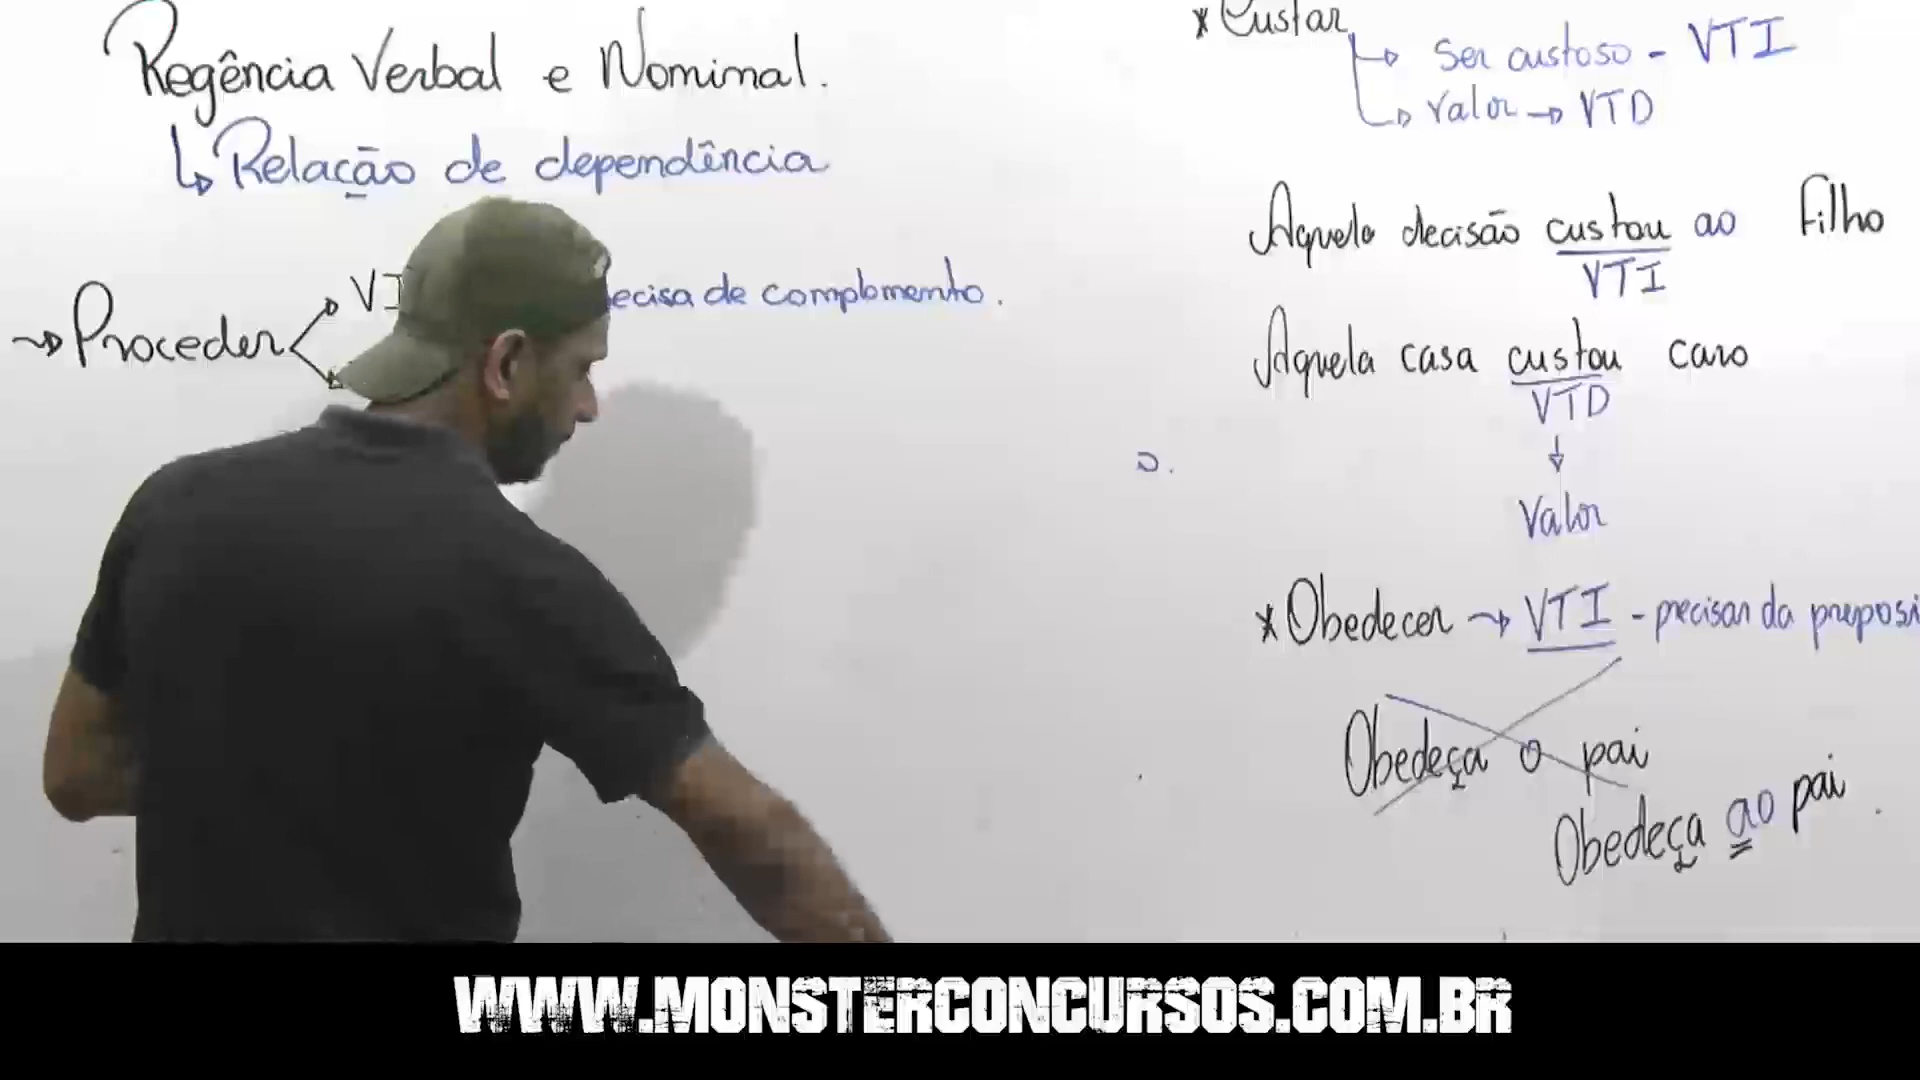 Regência Verbal e Nominal.
↳ Relação de dependência
→ Proceder
VI
ecisa de complemento.
* Custar
→ Ser custoso - VTI
→ Valor → VTD
Aquela decisão custou ao Filho
VTI
Aquela casa custou caro
VTD
↓
Valor
* Obedecer → VTI - precisar da preposi
Obedeça o pai
Obedeça ao pai
WWW.MONSTERCONCURSOS.COM.BR